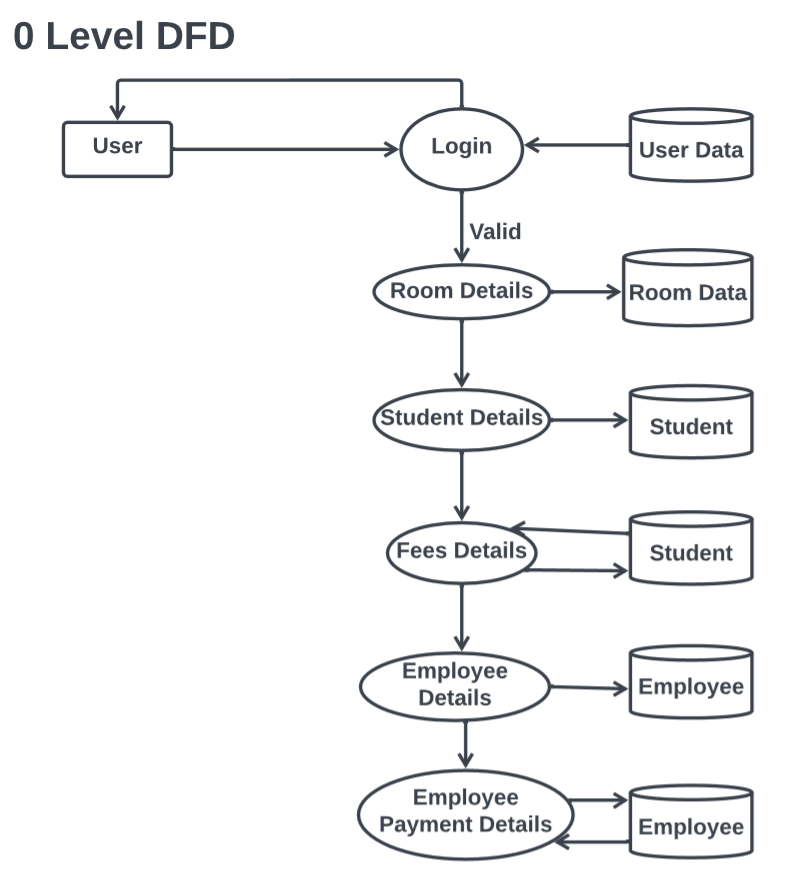 0 Level DFD
User
Login
User Data
Valid
Room Details
Room Data
Student Details
Student
Fees Details
Student
Employee
Details
Employee
Employee
Payment Details
Employee